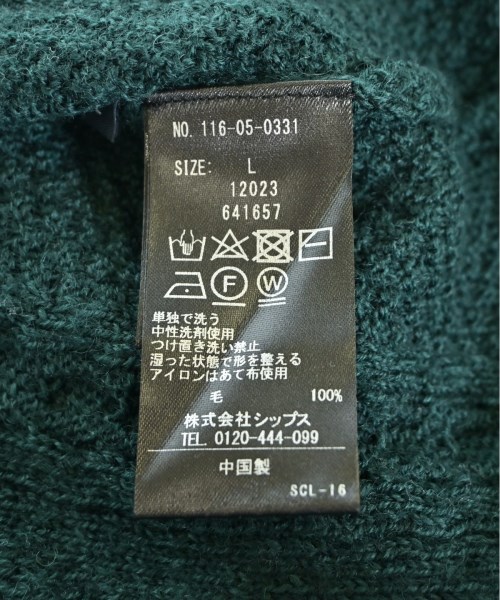 NO. 116-05-0331
SIZE: L
12023
641657
F W
単独で洗う
中性洗剤使用
つけ置き洗い禁止
湿った状態で形を整える
アイロンはあて布使用
毛 100%
株式会社シップス
TEL. 0120-444-099
中国製
SCL-16